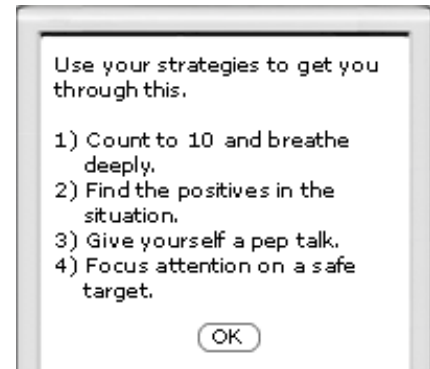 Use your strategies to get you
through this.
1) Count to 10 and breathe
deeply.
2) Find the positives in the
situation.
3) Give yourself a pep talk.
4) Focus attention on a safe
target.
OK